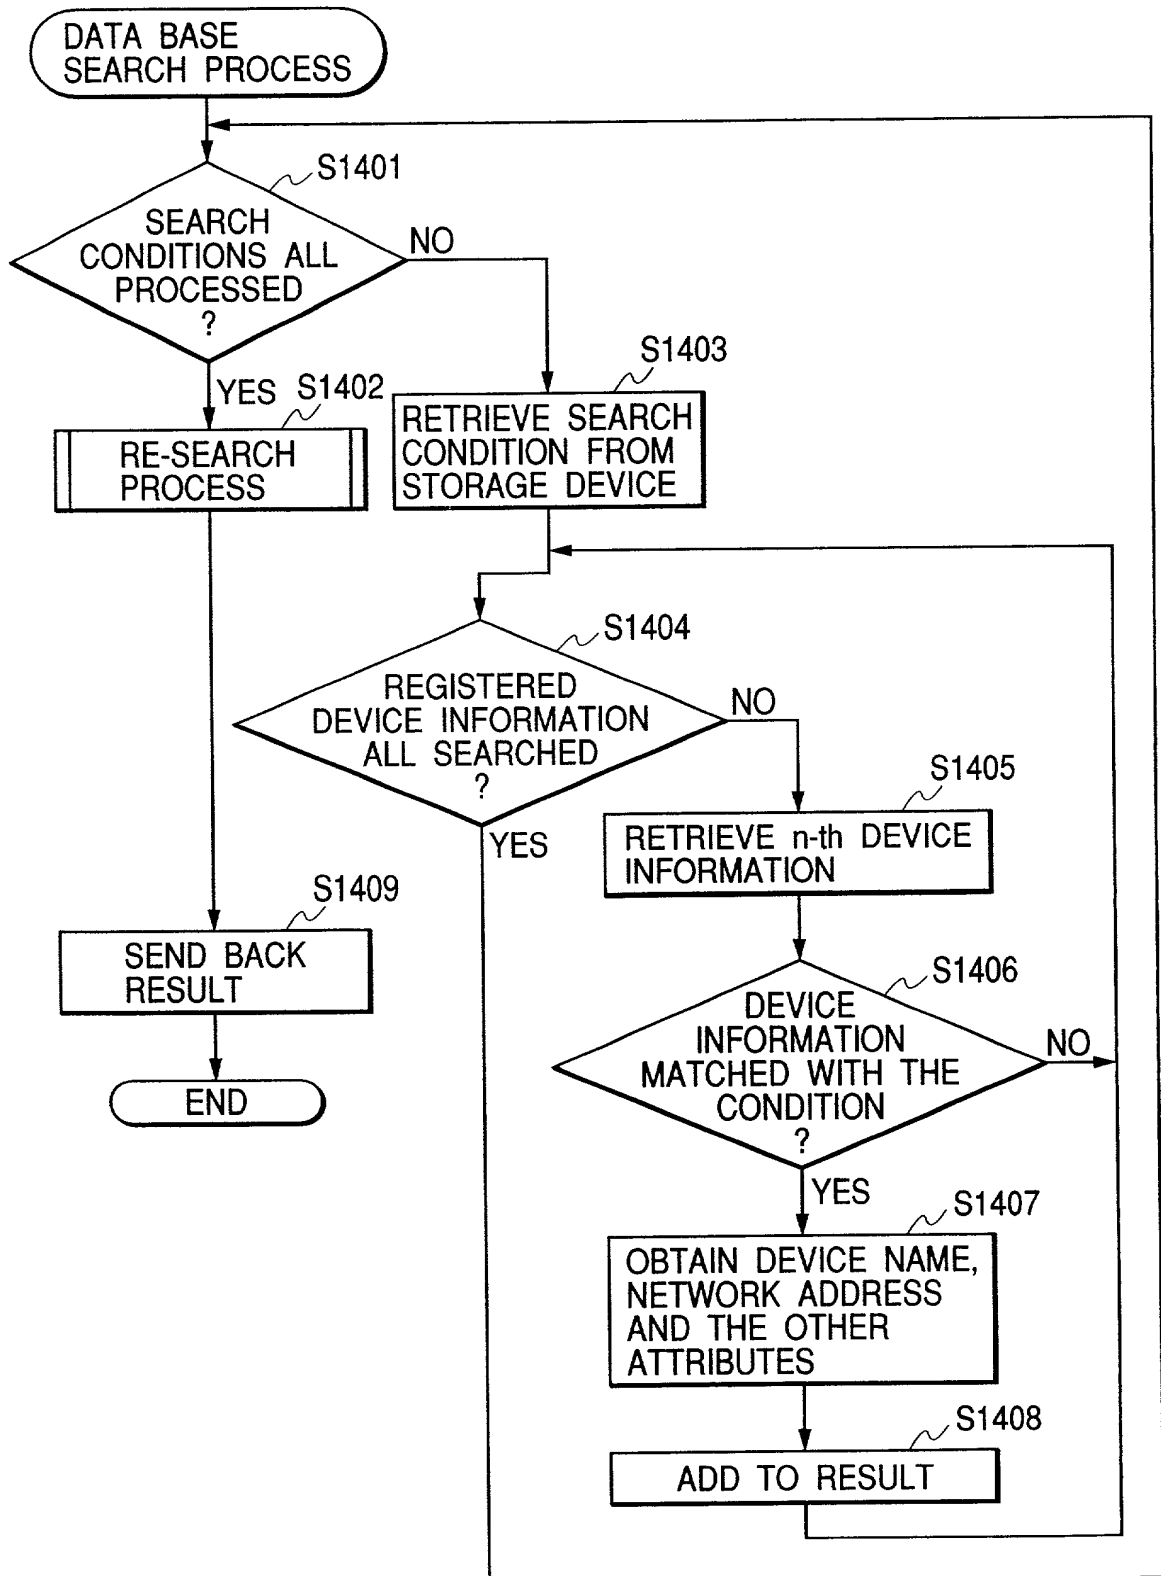 DATA BASE
SEARCH PROCESS
S1401
SEARCH
CONDITIONS ALL
PROCESSED
?
NO
YES
S1402
RE-SEARCH
PROCESS
S1403
RETRIEVE SEARCH
CONDITION FROM
STORAGE DEVICE
S1404
REGISTERED
DEVICE INFORMATION
ALL SEARCHED
?
NO
YES
S1405
RETRIEVE n-th DEVICE
INFORMATION
S1406
DEVICE
INFORMATION
MATCHED WITH THE
CONDITION
?
NO
YES
S1407
OBTAIN DEVICE NAME,
NETWORK ADDRESS
AND THE OTHER
ATTRIBUTES
S1408
ADD TO RESULT
S1409
SEND BACK
RESULT
END